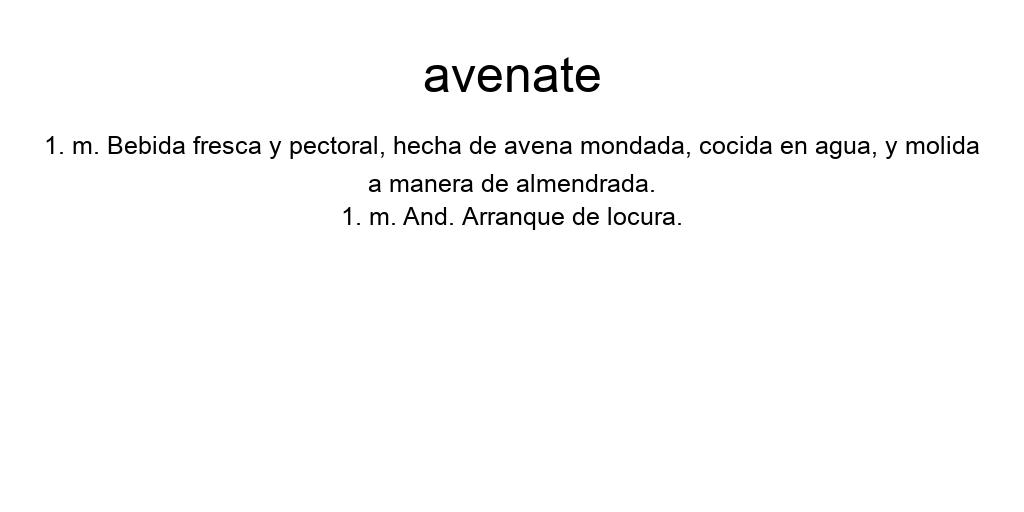 avenate
1. m. Bebida fresca y pectoral, hecha de avena mondada, cocida en agua, y molida
a manera de almendrada.
1. m. And. Arranque de locura.